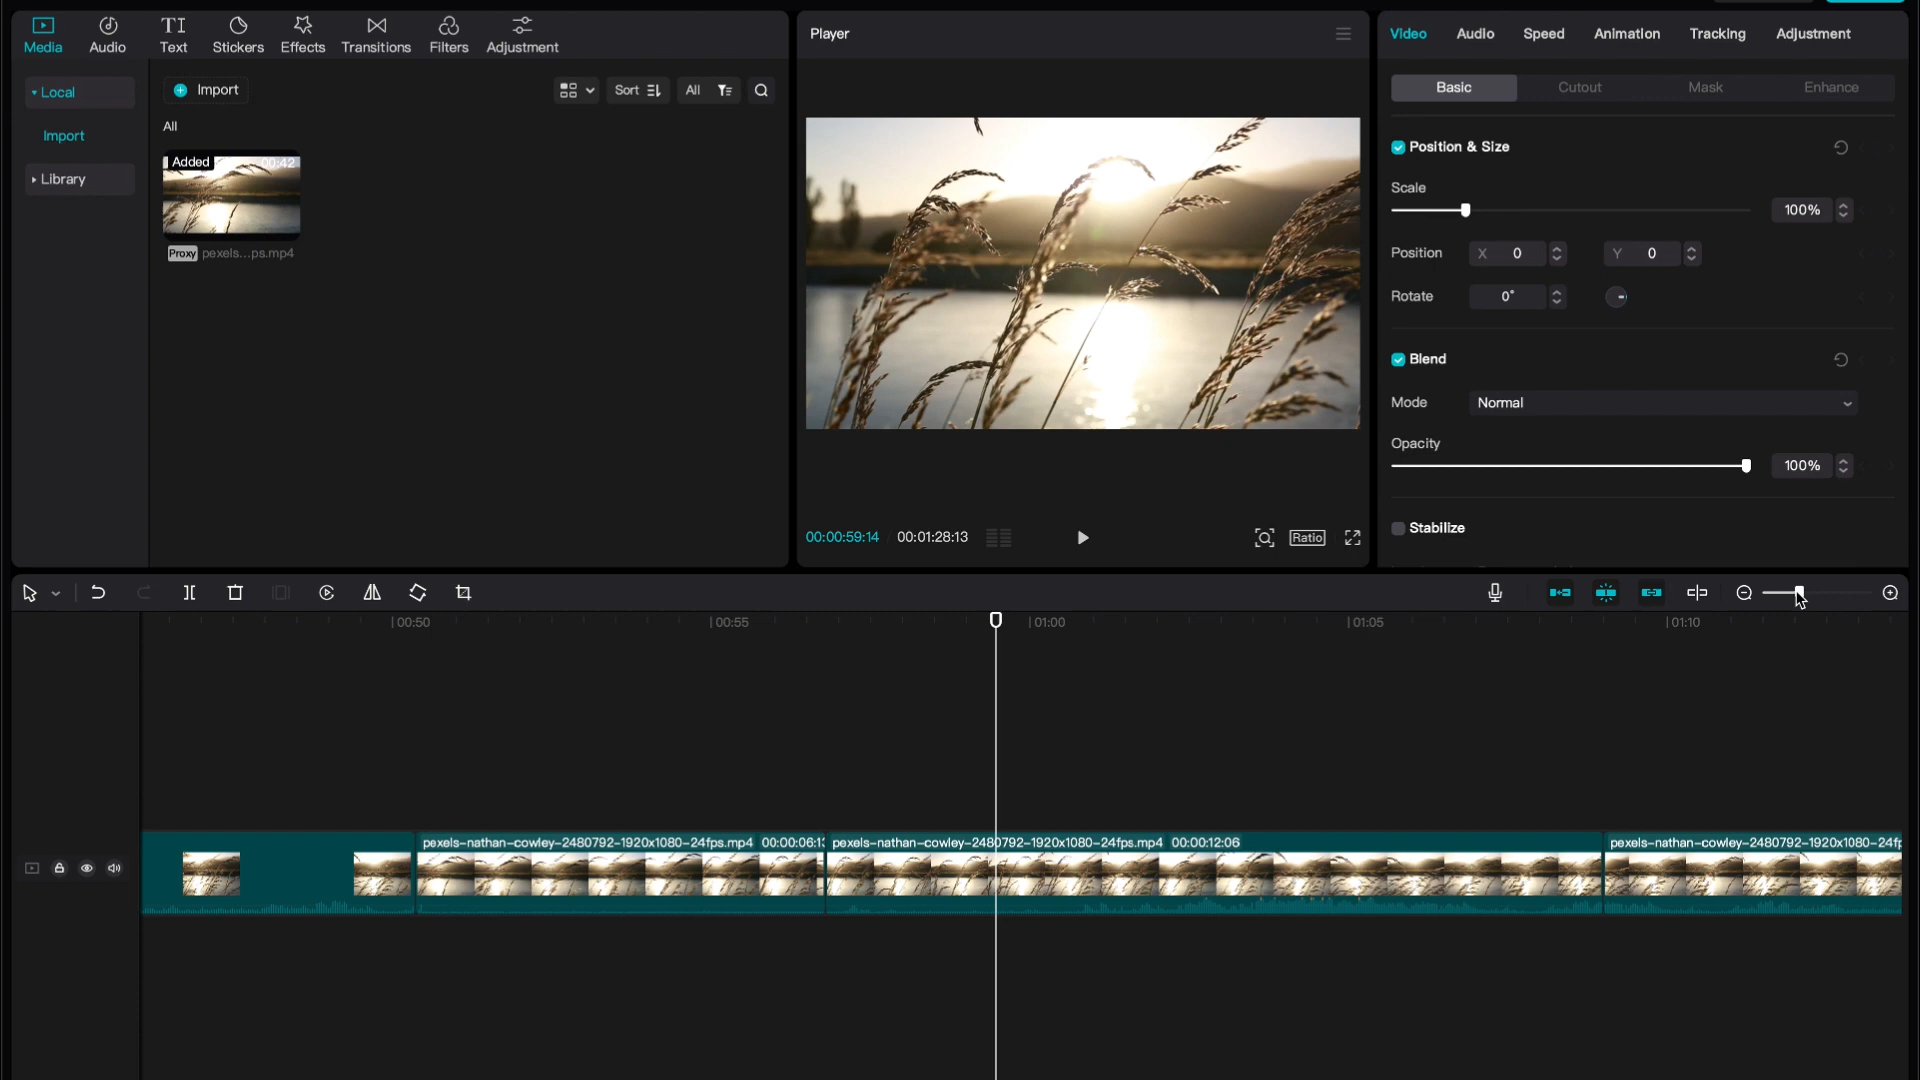 Media
Audio
Text
Stickers
Effects
Transitions
Filters
Adjustment
Local
Import
Library
Import
Sort
All
All
Added
00:42
Proxy
pexels...ps.mp4
Player
00:00:59:14 / 00:01:28:13
Ratio
Video
Audio
Speed
Animation
Tracking
Adjustment
Basic
Cutout
Mask
Enhance
Position & Size
Scale
100%
Position X 0 Y 0
Rotate 0°
Blend
Mode Normal
Opacity
100%
Stabilize
00:50
00:55
01:00
01:05
01:10
pexels-nathan-cowley-2480792-1920x1080-24fps.mp4 00:00:06:1
pexels-nathan-cowley-2480792-1920x1080-24fps.mp4 00:00:12:06
pexels-nathan-cowley-2480792-1920x1080-24f